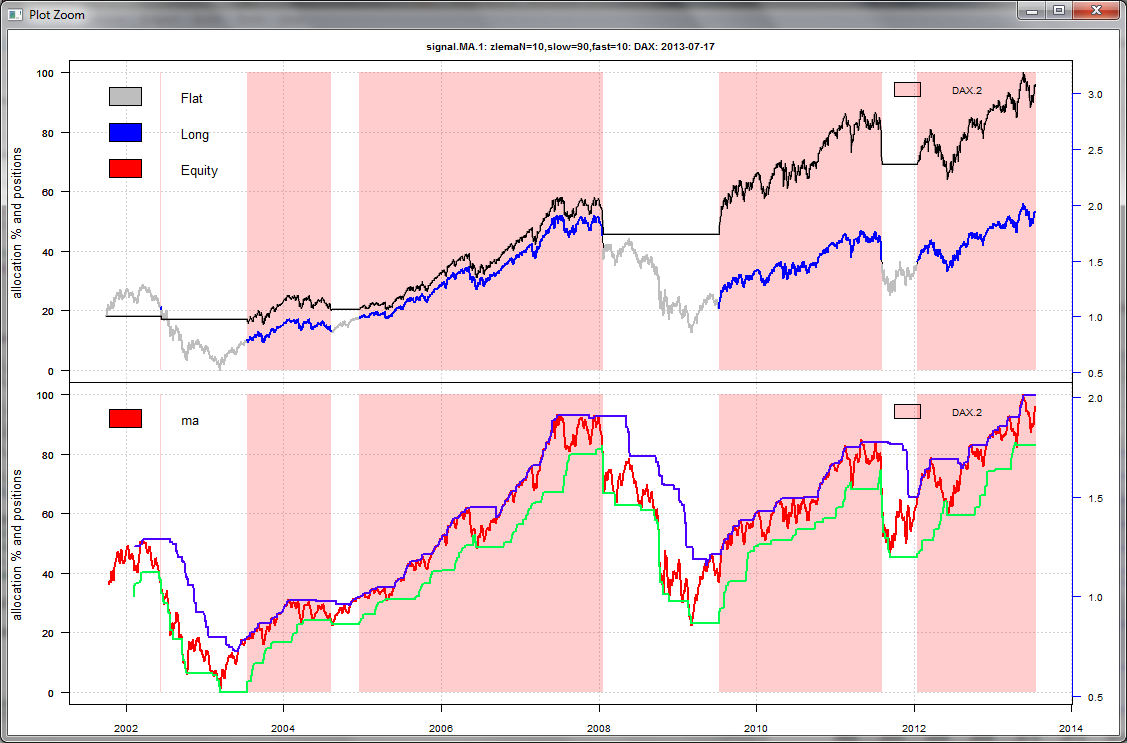 Plot Zoom
signal.MA.1: zlemaN=10,slow=90,fast=10: DAX: 2013-07-17
allocation % and positions
100
80
60
40
20
0
Flat
Long
Equity
DAX.2
3.0
2.5
2.0
1.5
1.0
0.5
allocation % and positions
100
80
60
40
20
0
ma
DAX.2
2.0
1.5
1.0
0.5
2002 2004 2006 2008 2010 2012 2014